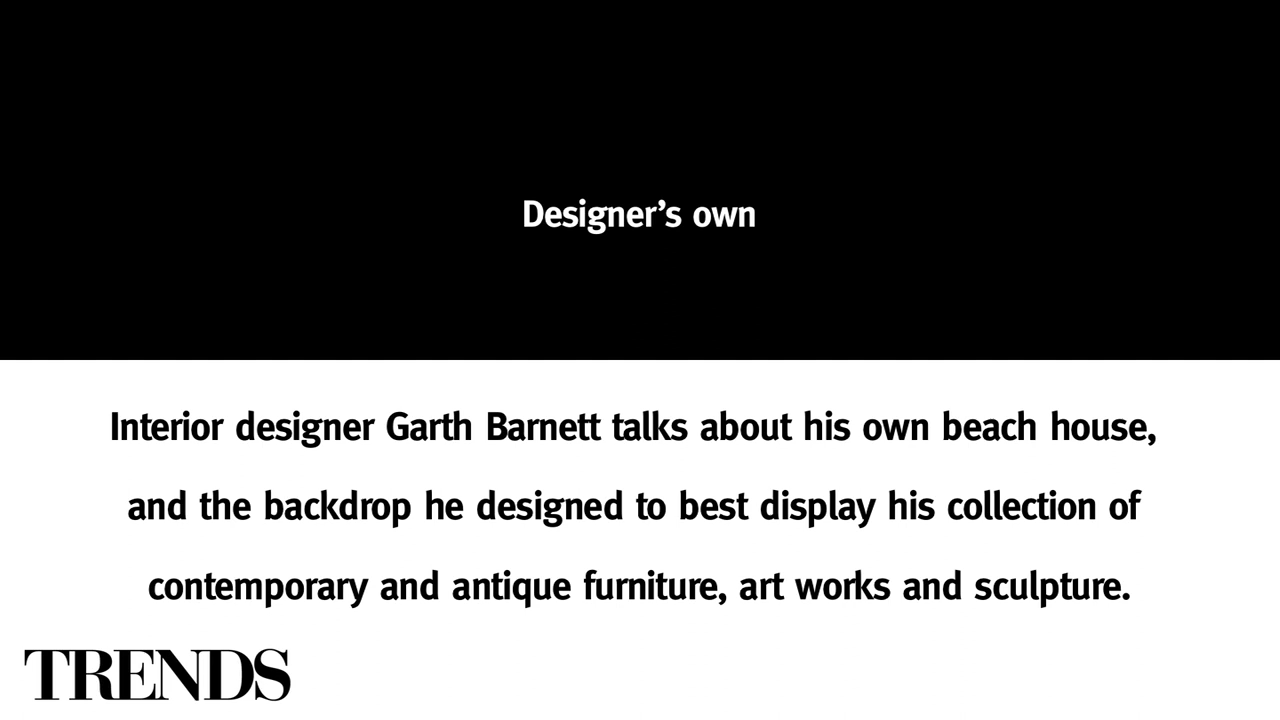 Designer’s own
Interior designer Garth Barnett talks about his own beach house,
and the backdrop he designed to best display his collection of
contemporary and antique furniture, art works and sculpture.
TRENDS